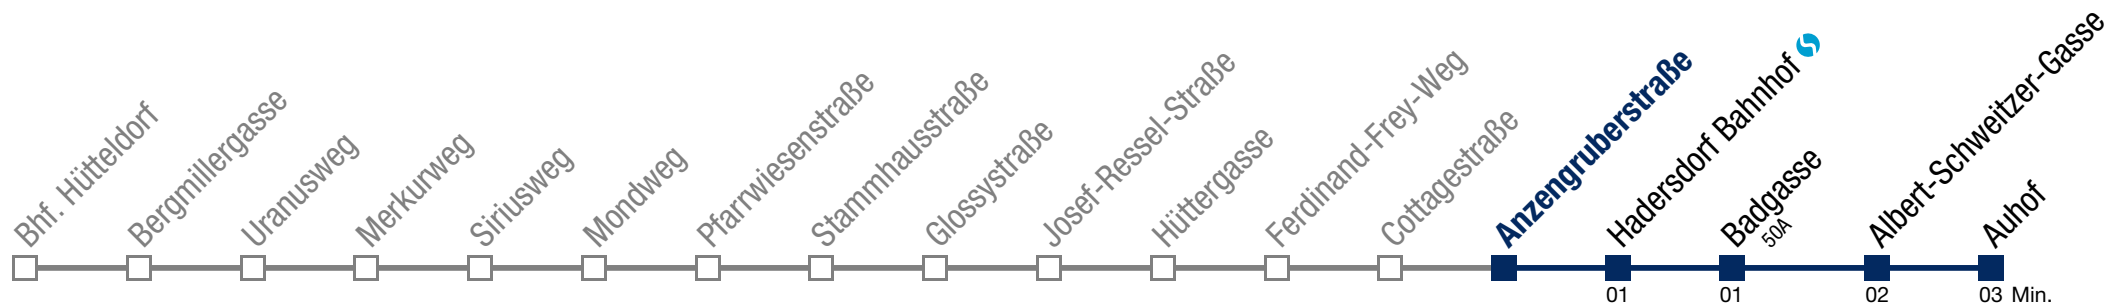 Bhf. Hütteldorf
Bergmillergasse
Uranusweg
Merkurweg
Siriusweg
Mondweg
Pfarrwiesenstraße
Stammhausstraße
Glossystraße
Josef-Ressel-Straße
Hüttergasse
Ferdinand-Frey-Weg
Cottagestraße
Anzengruberstraße
Hadersdorf Bahnhof
Badgasse
50A
Albert-Schweitzer-Gasse
Auhof
01 01 02 03 Min.